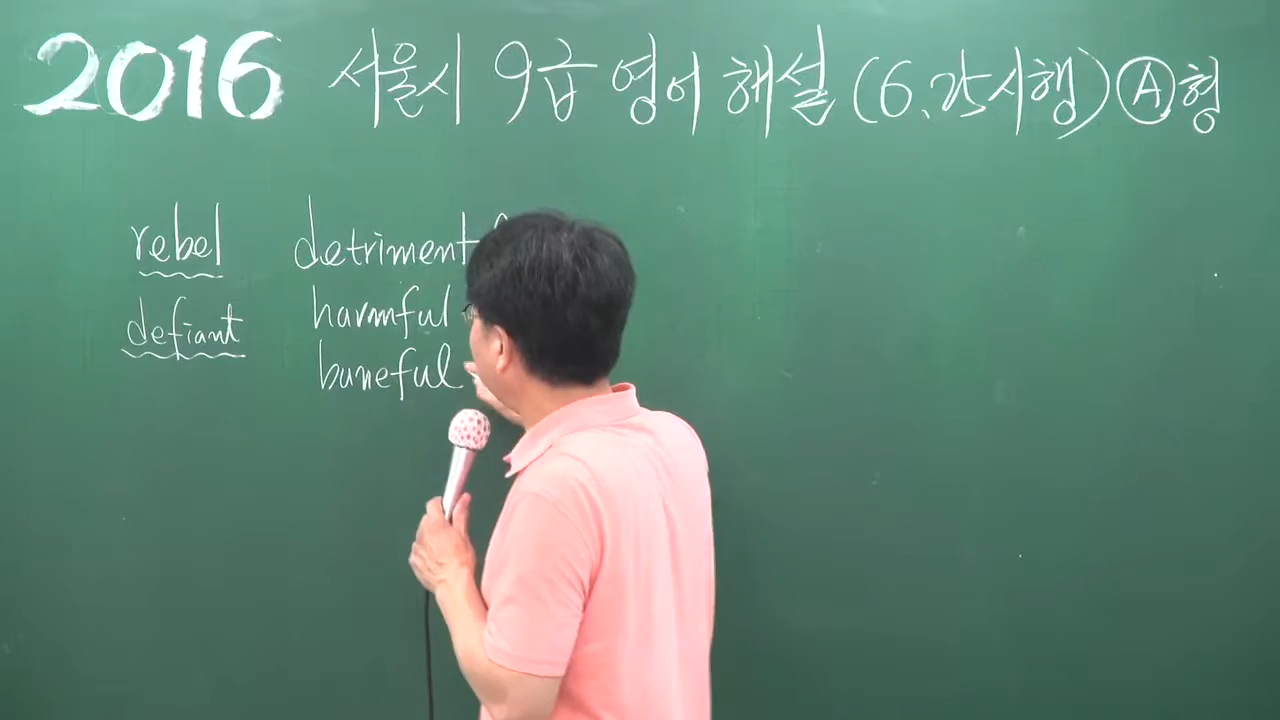 2016 서울시 9급 영어 해설 (6.25시행) Ⓐ형
rebel
defiant
detriment
harmful
baneful